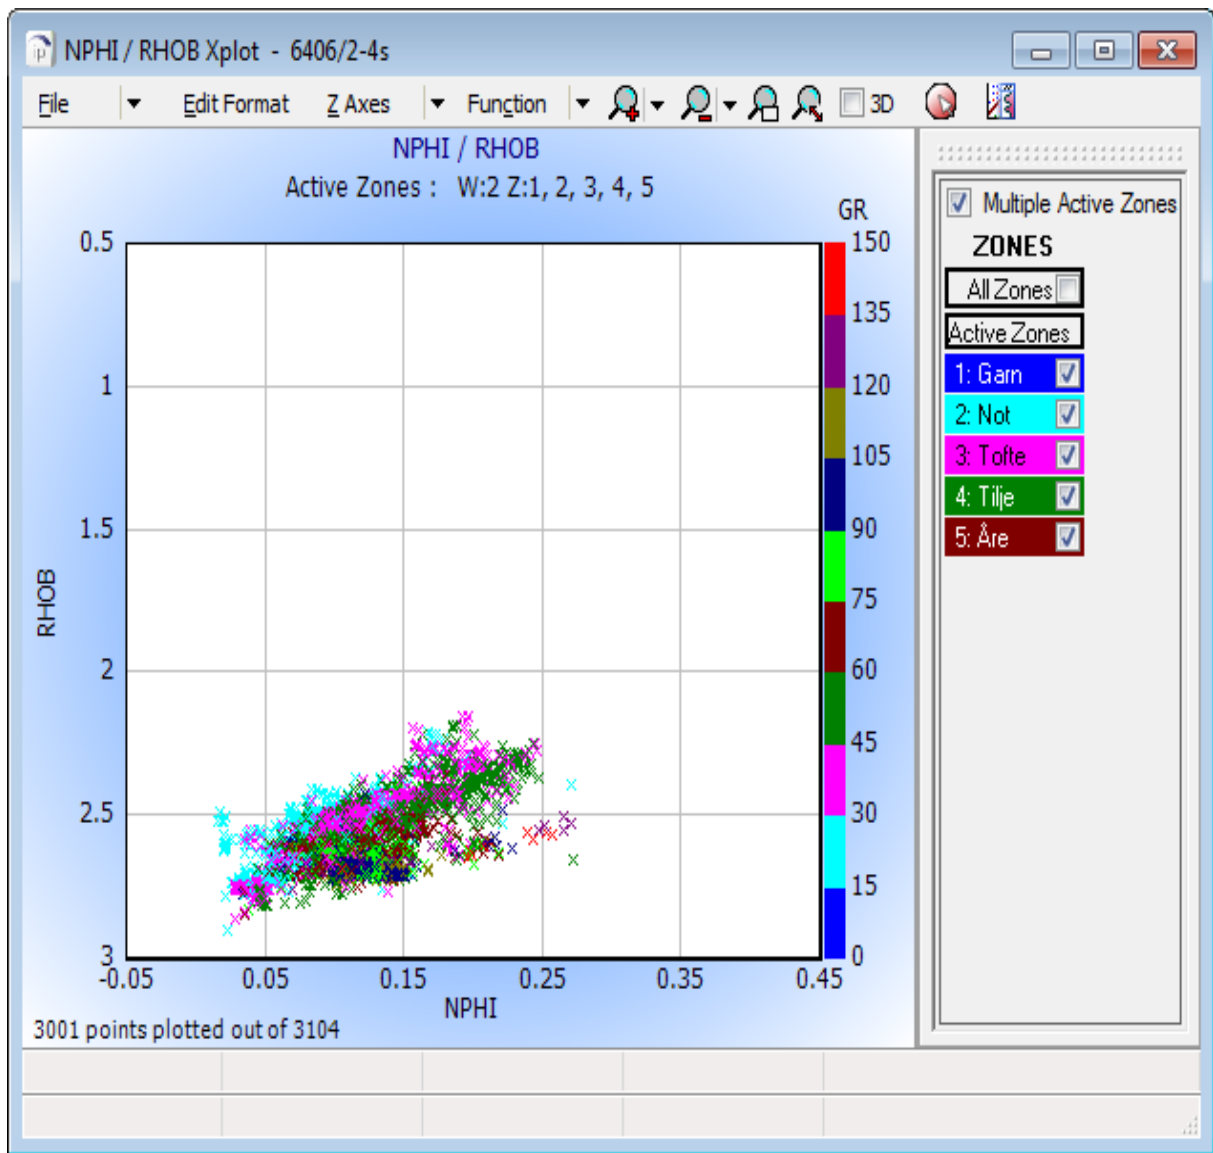 NPHI / RHOB Xplot - 6406/2-4s
File Edit Format Z Axes Function 3D
NPHI / RHOB
Active Zones : W:2 Z:1, 2, 3, 4, 5
GR
150
135
120
105
90
75
60
45
30
15
0
RHOB
0.5
1
1.5
2
2.5
3
-0.05 0.05 0.15 0.25 0.35 0.45
NPHI
3001 points plotted out of 3104
Multiple Active Zones
ZONES
All Zones
Active Zones
1: Garn
2: Not
3: Tofte
4: Tilje
5: Åre